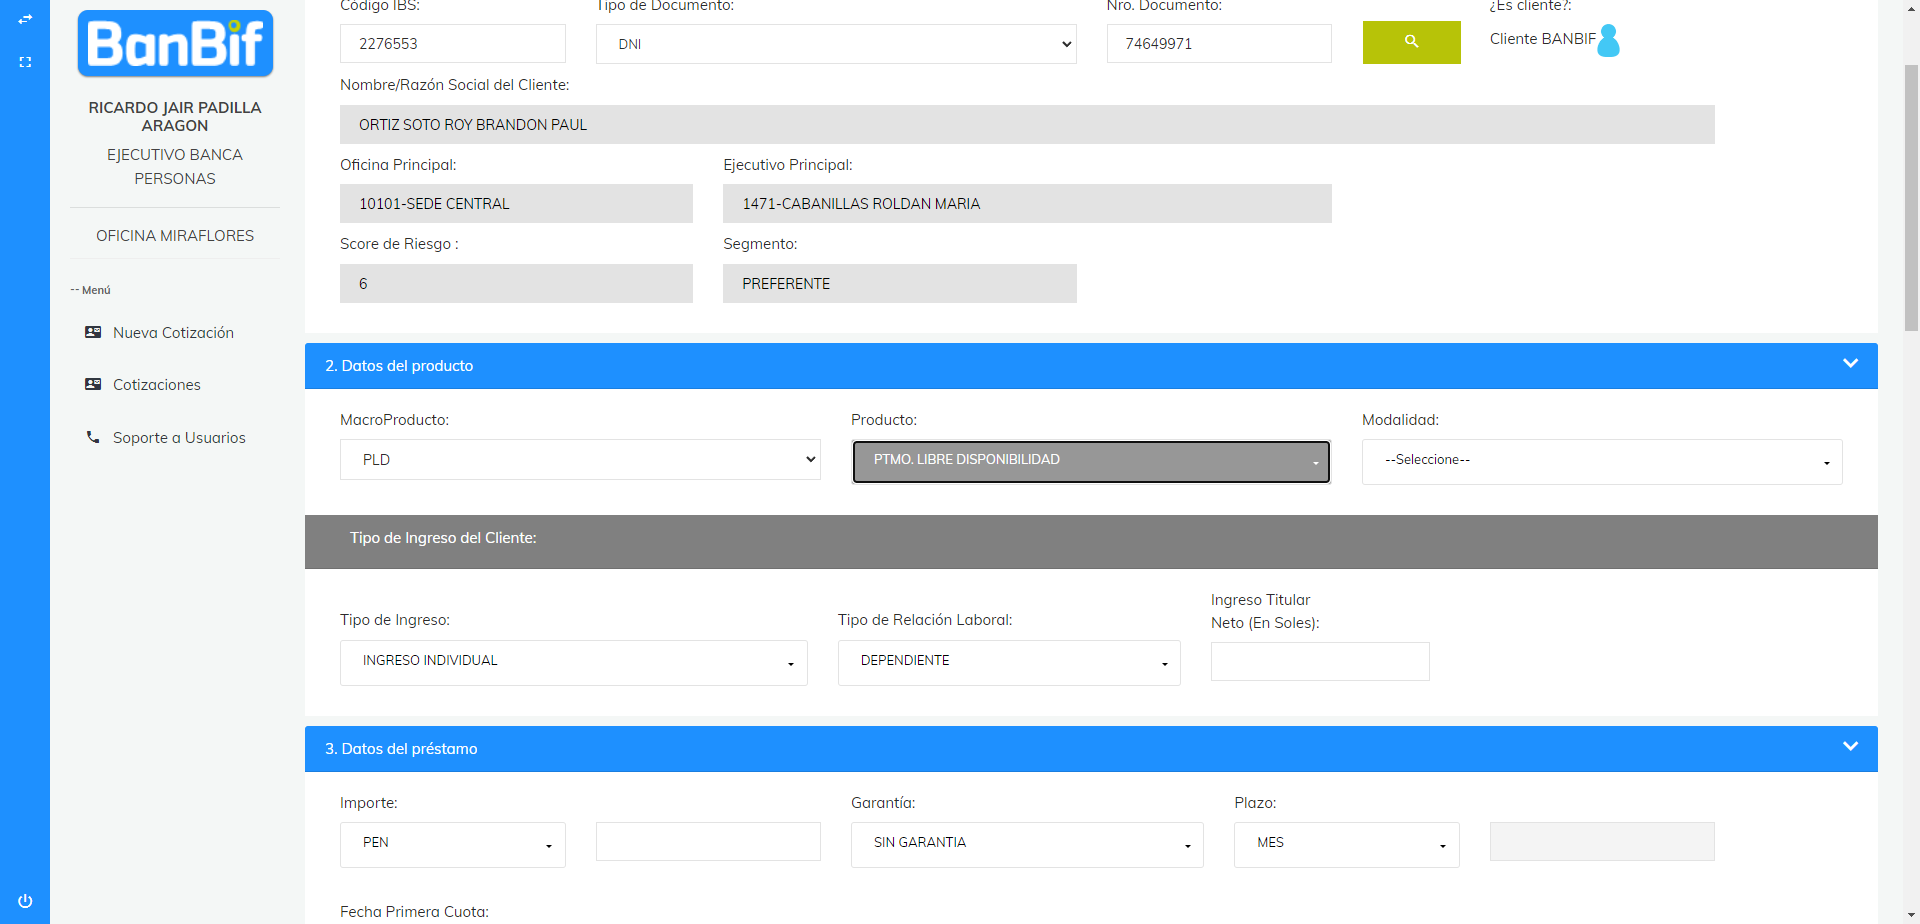 BanBif
RICARDO JAIR PADILLA
ARAGON
EJECUTIVO BANCA
PERSONAS
OFICINA MIRAFLORES
-- Menú
Nueva Cotización
Cotizaciones
Soporte a Usuarios
Código IBS:
Tipo de Documento:
Nro. Documento:
¿Es cliente?:
2276553
DNI
74649971
Cliente BANBIF
Nombre/Razón Social del Cliente:
ORTIZ SOTO ROY BRANDON PAUL
Oficina Principal:
Ejecutivo Principal:
10101-SEDE CENTRAL
1471-CABANILLAS ROLDAN MARIA
Score de Riesgo :
Segmento:
6
PREFERENTE
2. Datos del producto
MacroProducto:
Producto:
Modalidad:
PLD
PTMO. LIBRE DISPONIBILIDAD
--Seleccione--
Tipo de Ingreso del Cliente:
Tipo de Ingreso:
Tipo de Relación Laboral:
Ingreso Titular
Neto (En Soles):
INGRESO INDIVIDUAL
DEPENDIENTE
3. Datos del préstamo
Importe:
Garantía:
Plazo:
PEN
SIN GARANTIA
MES
Fecha Primera Cuota: